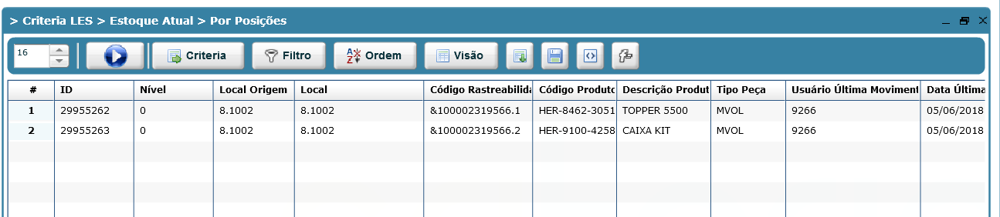 > Criteria LES > Estoque Atual > Por Posições
16 Criteria Filtro Ordem Visão
# ID Nível Local Origem Local Código Rastreabilida Código Produto Descrição Produt Tipo Peça Usuário Última Moviment Data Última
1 29955262 0 8.1002 8.1002 &100002319566.1 HER-8462-3051 TOPPER 5500 MVOL 9266 05/06/2018
2 29955263 0 8.1002 8.1002 &100002319566.2 HER-9100-4258 CAIXA KIT MVOL 9266 05/06/2018